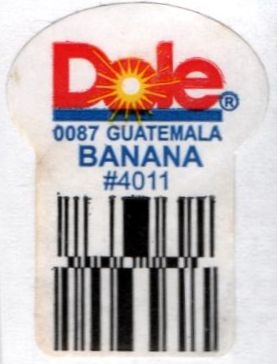 Dole®
0087 GUATEMALA
BANANA
#4011